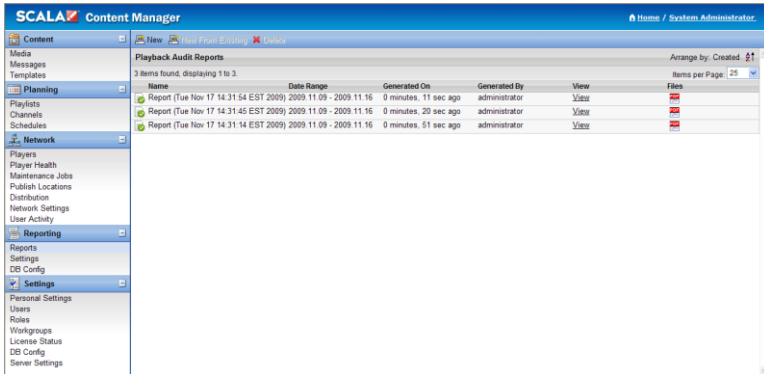 SCALA Content Manager
Home / System Administrator
Content
Media
Messages
Templates
Planning
Playlists
Channels
Schedules
Network
Players
Player Health
Maintenance Jobs
Publish Locations
Distribution
Network Settings
User Activity
Reporting
Reports
Settings
DB Config
Settings
Personal Settings
Users
Roles
Workgroups
License Status
DB Config
Server Settings
New New From Existing Delete
Playback Audit Reports Arrange by: Created
3 items found, displaying 1 to 3. Items per Page: 25
Name Date Range Generated On Generated By View Files
Report (Tue Nov 17 14:31:54 EST 2009) 2009.11.09 - 2009.11.16 0 minutes, 11 sec ago administrator View PDF
Report (Tue Nov 17 14:31:45 EST 2009) 2009.11.09 - 2009.11.16 0 minutes, 20 sec ago administrator View PDF
Report (Tue Nov 17 14:31:14 EST 2009) 2009.11.09 - 2009.11.16 0 minutes, 51 sec ago administrator View PDF